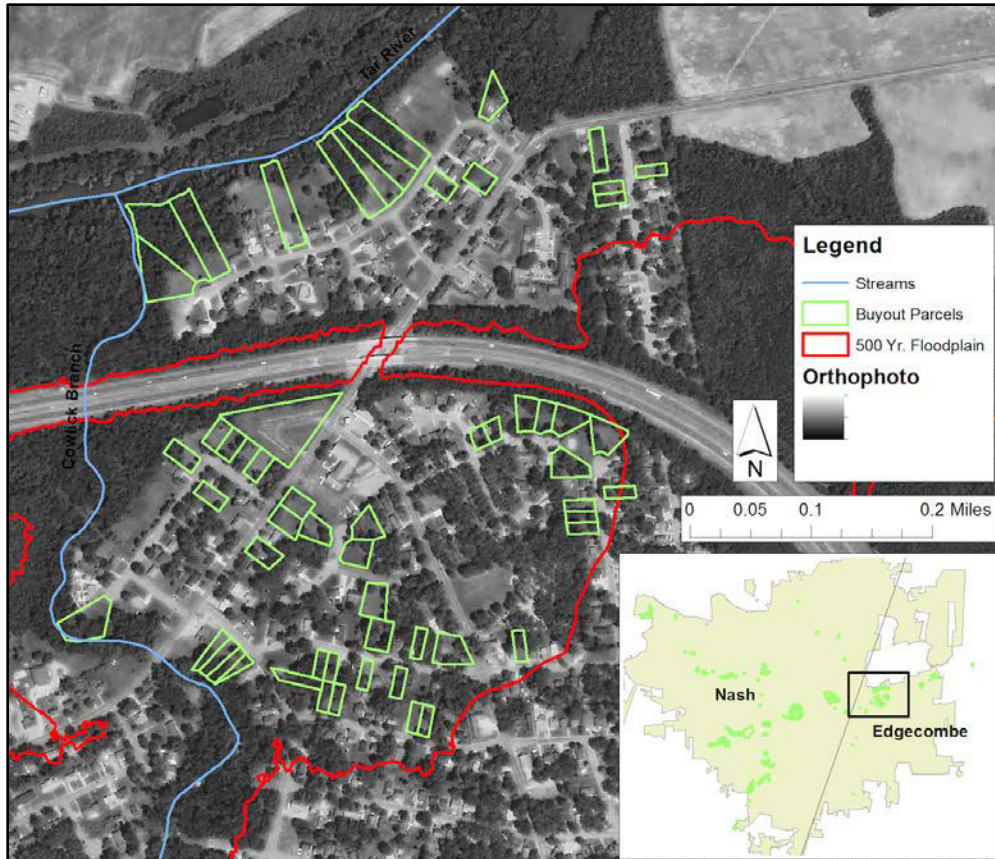 Tar River
Cowlick Branch
Legend
Streams
Buyout Parcels
500 Yr. Floodplain
Orthophoto
N
0 0.05 0.1 0.2 Miles
Nash
Edgecombe